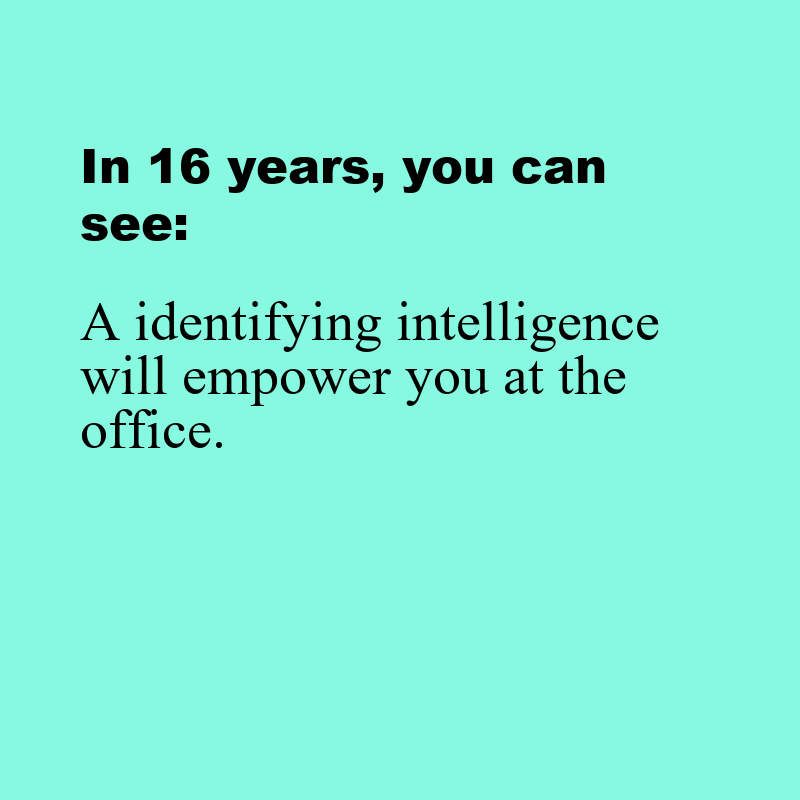 In 16 years, you can
see:
A identifying intelligence
will empower you at the
office.